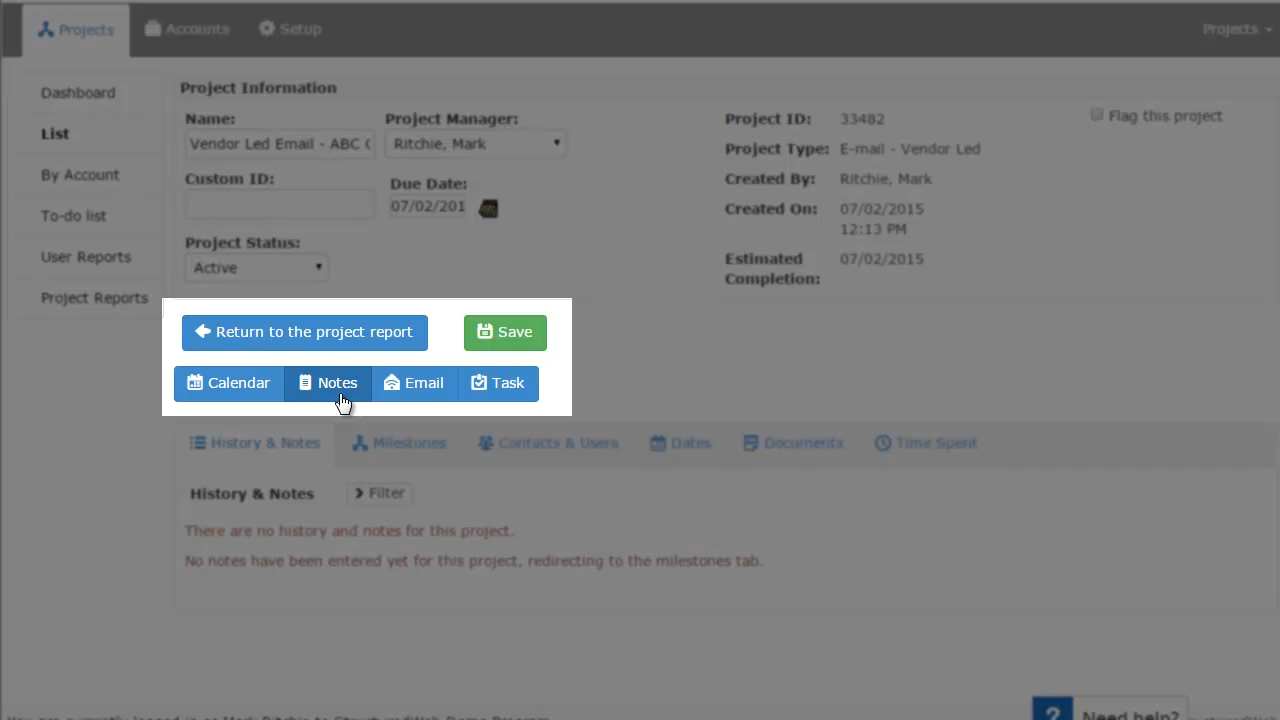 Projects Accounts Setup Projects
Dashboard
List
By Account
To-do list
User Reports
Project Reports
Project Information
Name: Project Manager:
Vendor Led Email - ABC Ritchie, Mark
Custom ID: Due Date:
07/02/201
Project Status:
Active
Project ID: 33482
Project Type: E-mail - Vendor Led
Created By: Ritchie, Mark
Created On: 07/02/2015
12:13 PM
Estimated 07/02/2015
Completion:
Flag this project
Return to the project report Save
Calendar Notes Email Task
History & Notes Milestones Contacts & Users Dates Documents Time Spent
History & Notes Filter
There are no history and notes for this project.
No notes have been entered yet for this project, redirecting to the milestones tab.
? Need help?